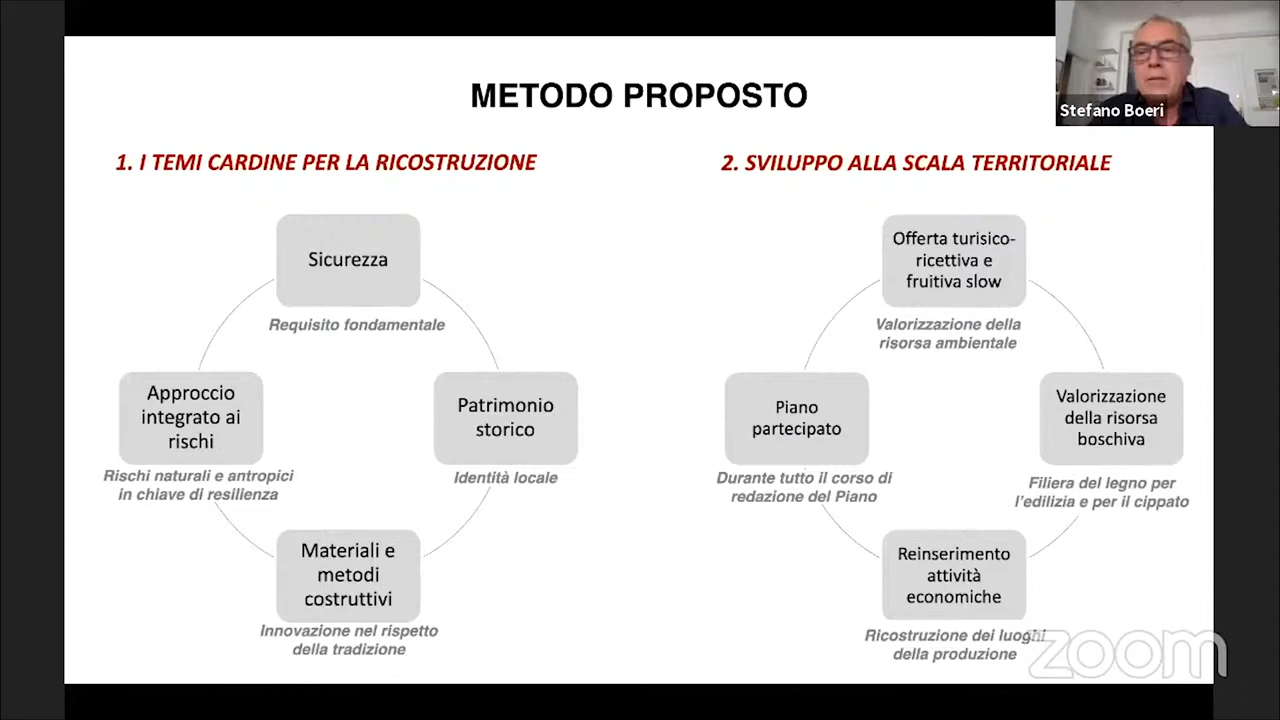 METODO PROPOSTO
Stefano Boeri
1. I TEMI CARDINE PER LA RICOSTRUZIONE
Sicurezza
Requisito fondamentale
Approccio
integrato ai
rischi
Rischi naturali e antropici
in chiave di resilienza
Patrimonio
storico
Identità locale
Materiali e
metodi
costruttivi
Innovazione nel rispetto
della tradizione
2. SVILUPPO ALLA SCALA TERRITORIALE
Offerta turisico-
ricettiva e
fruitiva slow
Valorizzazione della
risorsa ambientale
Piano
partecipato
Durante tutto il corso di
redazione del Piano
Valorizzazione
della risorsa
boschiva
Filiera del legno per
l'edilizia e per il cippato
Reinserimento
attività
economiche
Ricostruzione dei luoghi
della produzione
zoom